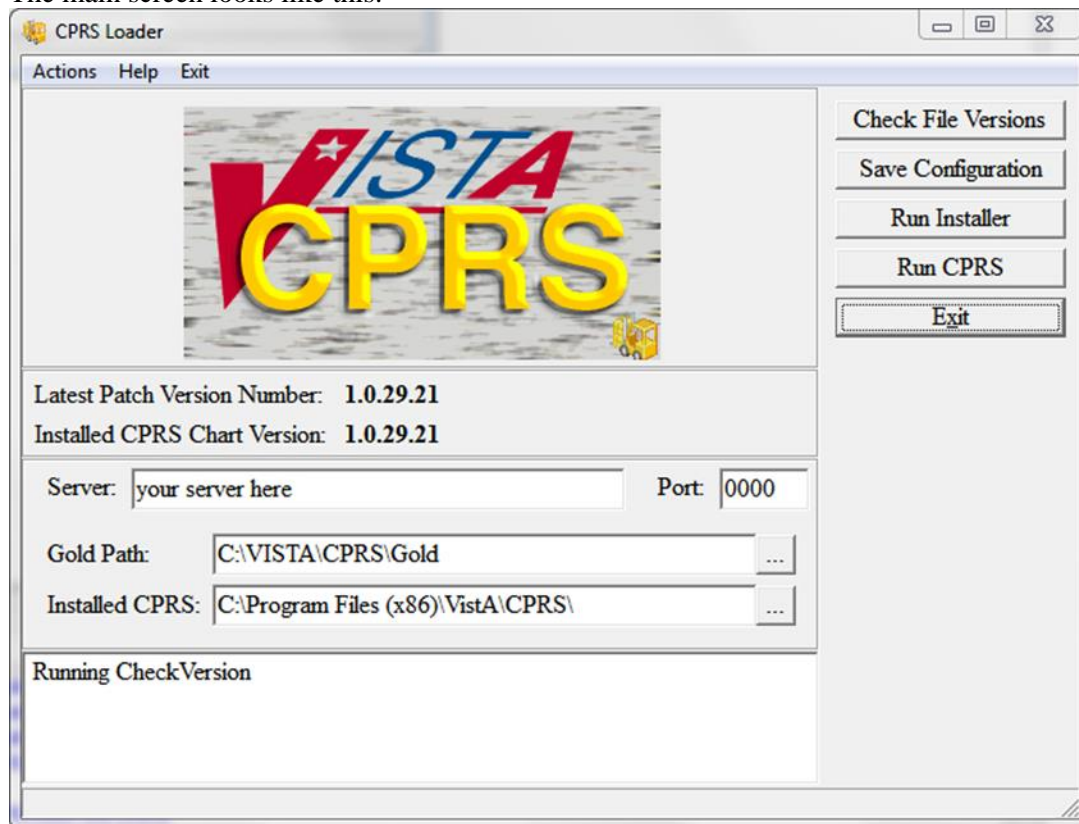 The main screen looks like this:
CPRS Loader
Actions Help Exit
VISTA
CPRS
Check File Versions
Save Configuration
Run Installer
Run CPRS
Exit
Latest Patch Version Number: 1.0.29.21
Installed CPRS Chart Version: 1.0.29.21
Server: your server here Port: 0000
Gold Path: C:\VISTA\CPRS\Gold ...
Installed CPRS: C:\Program Files (x86)\VistA\CPRS\ ...
Running CheckVersion